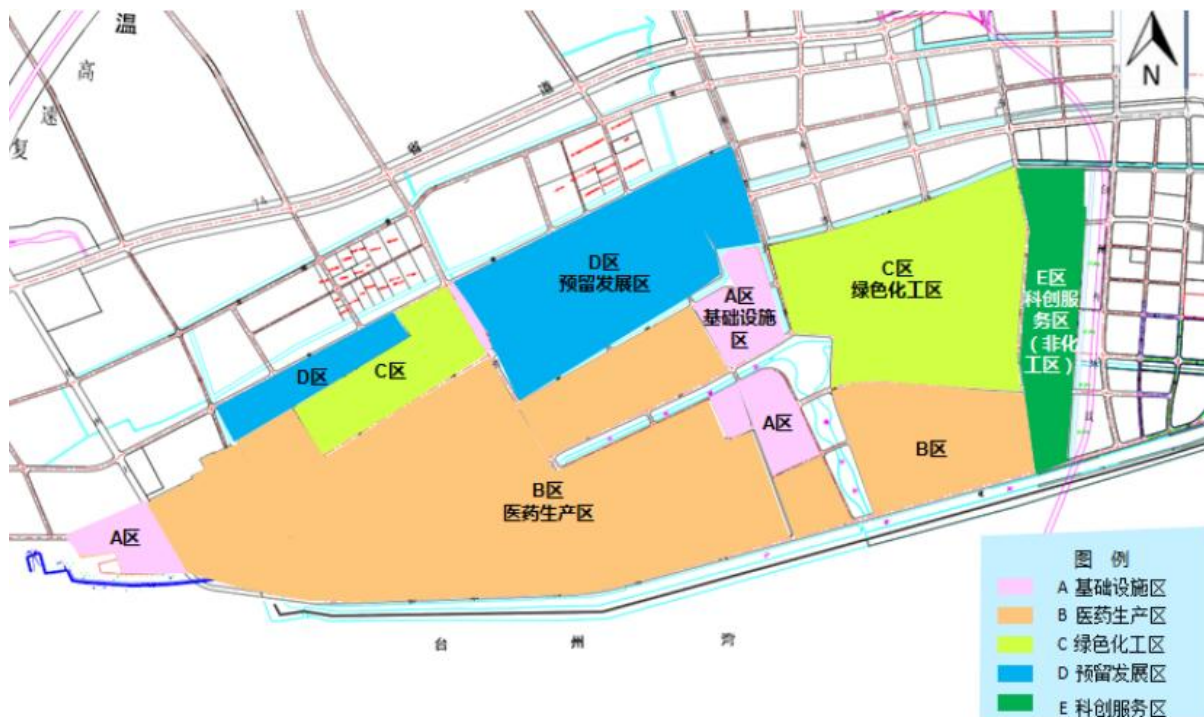 温
高
速
复
N
道
省
74
D区
预留发展区
C区
绿色化工区
E区
科创服
务区
（非化
工区）
A区
基础设施
区
D区
C区
A区
B区
B区
医药生产区
A区
图 例
A 基础设施区
B 医药生产区
C 绿色化工区
D 预留发展区
E 科创服务区
台 州 湾